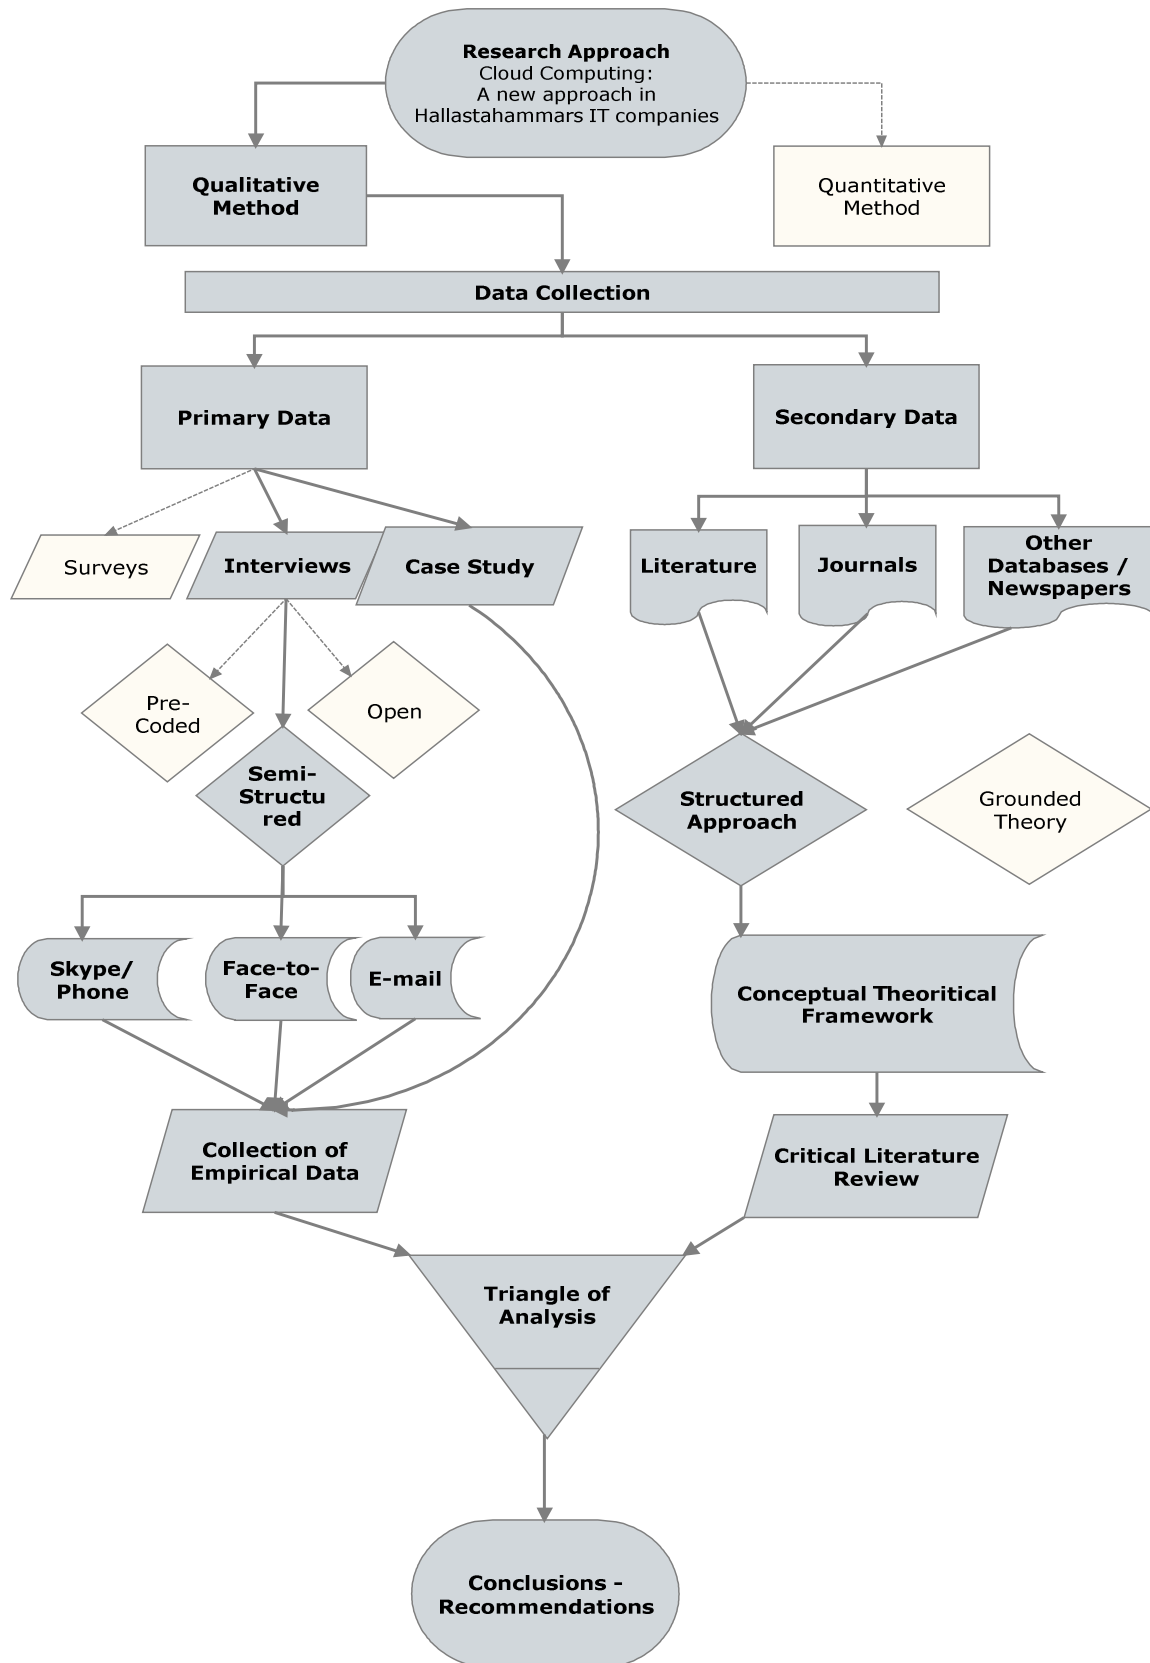 Research Approach
Cloud Computing:
A new approach in
Hallastahammars IT companies
Qualitative
Method
Quantitative
Method
Data Collection
Primary Data
Secondary Data
Surveys
Interviews
Case Study
Literature
Journals
Other
Databases /
Newspapers
Pre-
Coded
Open
Semi-
Structu
red
Structured
Approach
Grounded
Theory
Skype/
Phone
Face-to-
Face
E-mail
Conceptual Theoritical
Framework
Collection of
Empirical Data
Critical Literature
Review
Triangle of
Analysis
Conclusions -
Recommendations